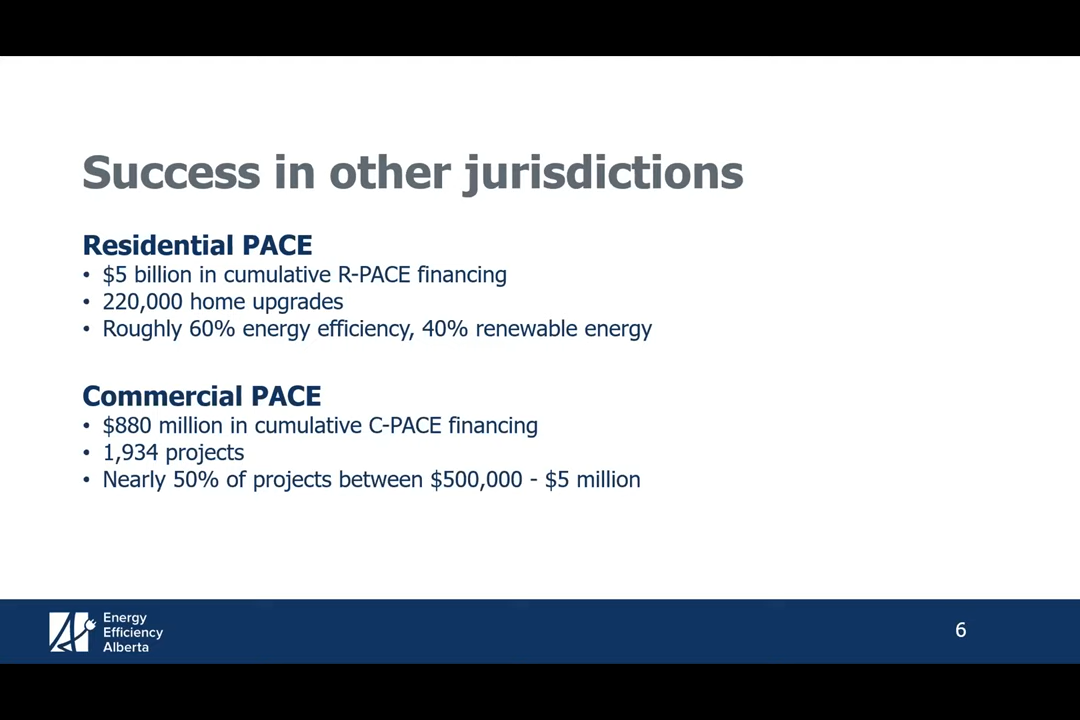 Success in other jurisdictions
Residential PACE
• $5 billion in cumulative R-PACE financing
• 220,000 home upgrades
• Roughly 60% energy efficiency, 40% renewable energy
Commercial PACE
• $880 million in cumulative C-PACE financing
• 1,934 projects
• Nearly 50% of projects between $500,000 - $5 million
Energy
Efficiency
Alberta
6